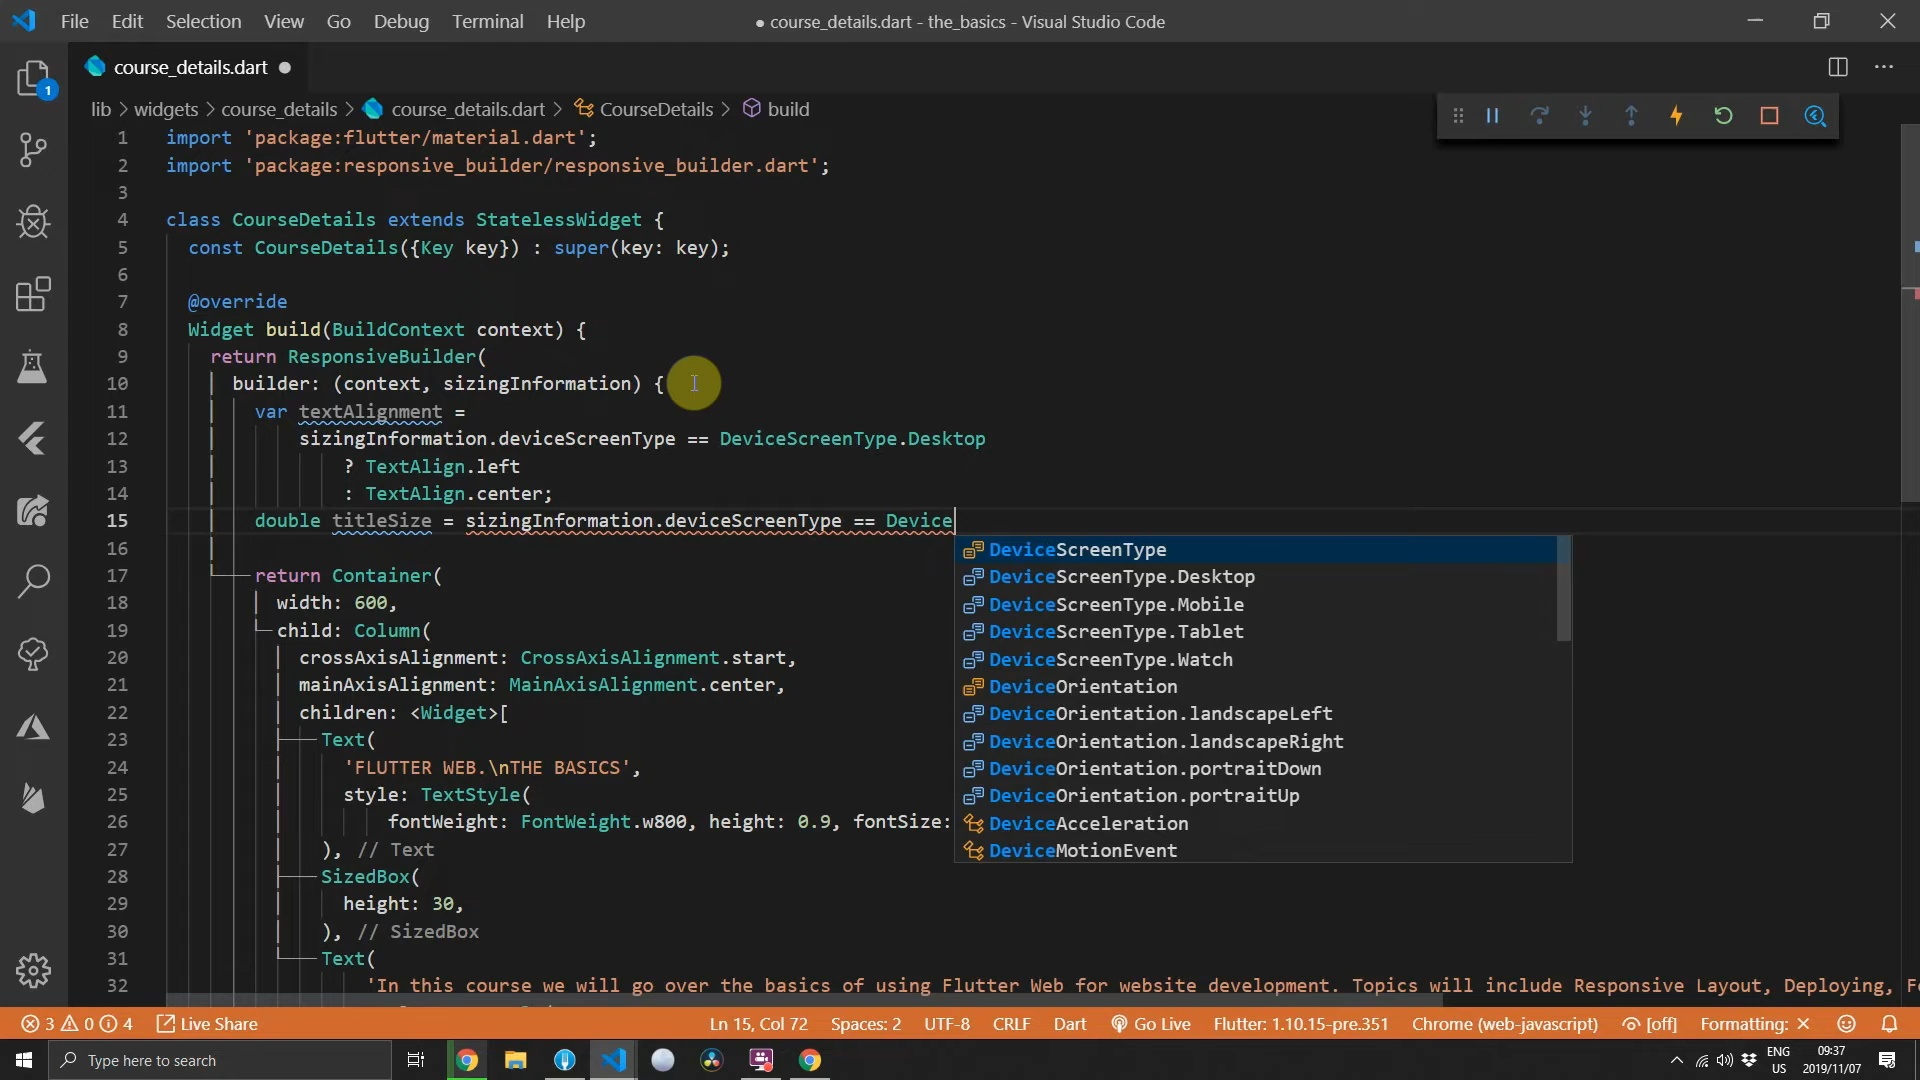 File Edit Selection View Go Debug Terminal Help
● course_details.dart - the_basics - Visual Studio Code
1
course_details.dart ●
lib > widgets > course_details > course_details.dart > CourseDetails > build
1 import 'package:flutter/material.dart';
2 import 'package:responsive_builder/responsive_builder.dart';
3
4 class CourseDetails extends StatelessWidget {
5 const CourseDetails({Key key}) : super(key: key);
6
7 @override
8 Widget build(BuildContext context) {
9 return ResponsiveBuilder(
10 builder: (context, sizingInformation) {
11 var textAlignment =
12 sizingInformation.deviceScreenType == DeviceScreenType.Desktop
13 ? TextAlign.left
14 : TextAlign.center;
15 double titleSize = sizingInformation.deviceScreenType == Device
16
17 return Container(
18 width: 600,
19 child: Column(
20 crossAxisAlignment: CrossAxisAlignment.start,
21 mainAxisAlignment: MainAxisAlignment.center,
22 children: <Widget>[
23 Text(
24 'FLUTTER WEB.\nTHE BASICS',
25 style: TextStyle(
26 fontWeight: FontWeight.w800, height: 0.9, fontSize:
27 ), // Text
28 SizedBox(
29 height: 30,
30 ), // SizedBox
31 Text(
32 'In this course we will go over the basics of using Flutter Web for website development. Topics will include Responsive Layout, Deploying, F
DeviceScreenType
DeviceScreenType.Desktop
DeviceScreenType.Mobile
DeviceScreenType.Tablet
DeviceScreenType.Watch
DeviceOrientation
DeviceOrientation.landscapeLeft
DeviceOrientation.landscapeRight
DeviceOrientation.portraitDown
DeviceOrientation.portraitUp
DeviceAcceleration
DeviceMotionEvent
3 0 4 Live Share Ln 15, Col 72 Spaces: 2 UTF-8 CRLF Dart Go Live Flutter: 1.10.15-pre.351 Chrome (web-javascript) [off] Formatting: ×
Type here to search
ENG
US
09:37
2019/11/07